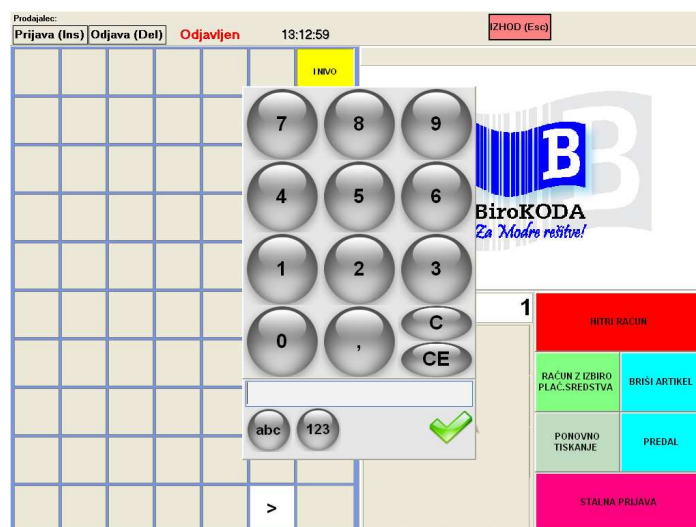 Prodajalec:
Prijava (Ins) Odjava (Del) Odjavljen 13:12:59 IZHOD (Esc)
I NIVO
7 8 9
4 5 6
1 2 3
0 , C
CE
abc 123
B
BiroKODA
Za Modre rešitve!
1
HITRI RAČUN
RAČUN Z IZBIRO
PLAČ.SREDSTVA
BRIŠI ARTIKEL
PONOVNO
TISKANJE
PREDAL
STALNA PRIJAVA
>